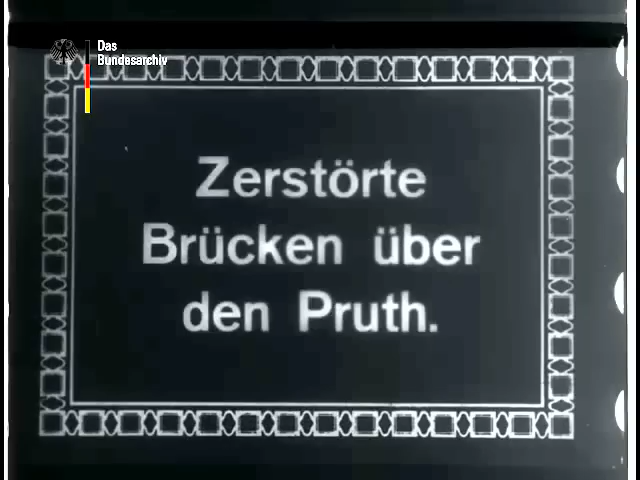 Das
Bundesarchiv
Zerstörte
Brücken über
den Pruth.